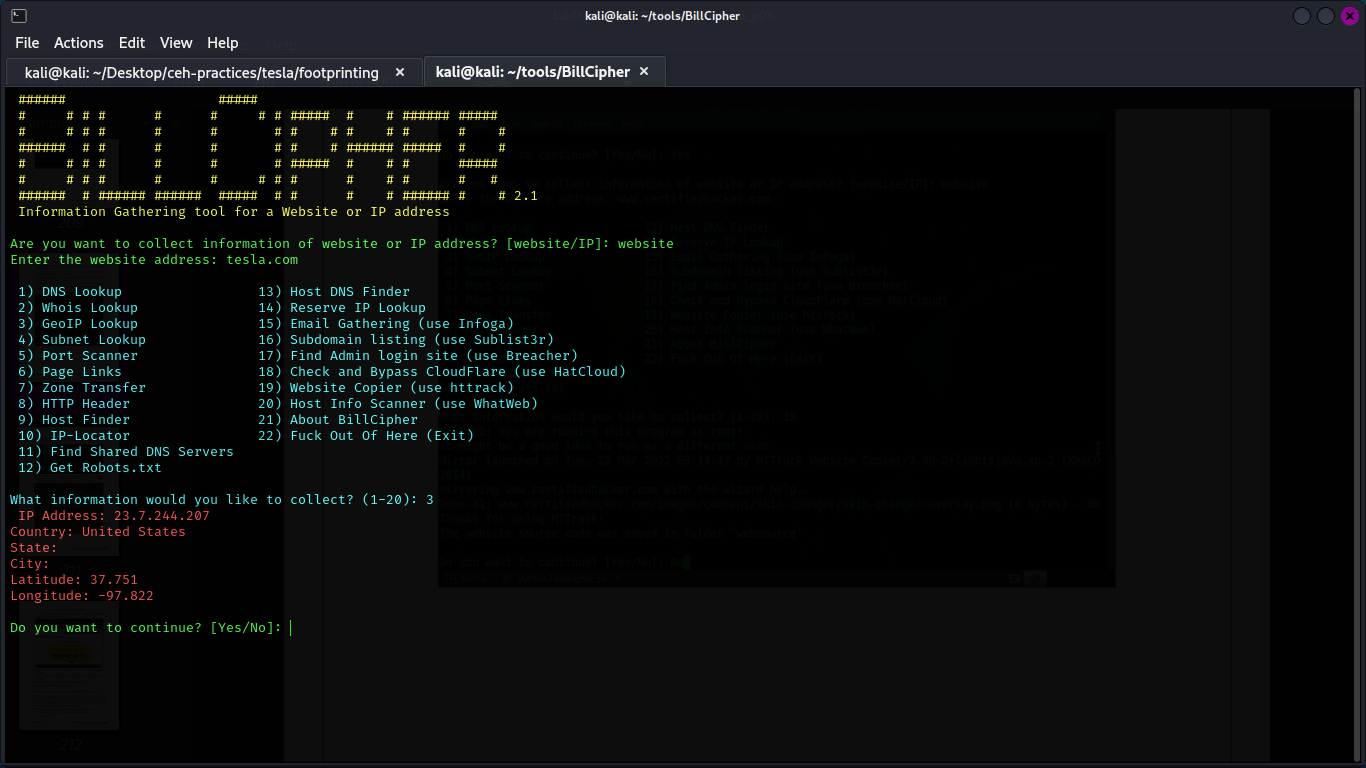 kali@kali: ~/tools/BillCipher
File Actions Edit View Help
kali@kali: ~/Desktop/ceh-practices/tesla/footprinting × kali@kali: ~/tools/BillCipher ×
BillCipher 2.1
Information Gathering tool for a Website or IP address
Are you want to collect information of website or IP address? [website/IP]: website
Enter the website address: tesla.com
1) DNS Lookup 13) Host DNS Finder
2) Whois Lookup 14) Reserve IP Lookup
3) GeoIP Lookup 15) Email Gathering (use Infoga)
4) Subnet Lookup 16) Subdomain listing (use Sublist3r)
5) Port Scanner 17) Find Admin login site (use Breacher)
6) Page Links 18) Check and Bypass CloudFlare (use HatCloud)
7) Zone Transfer 19) Website Copier (use httrack)
8) HTTP Header 20) Host Info Scanner (use WhatWeb)
9) Host Finder 21) About BillCipher
10) IP-Locator 22) Fuck Out Of Here (Exit)
11) Find Shared DNS Servers
12) Get Robots.txt
What information would you like to collect? (1-20): 3
IP Address: 23.7.244.207
Country: United States
State:
City:
Latitude: 37.751
Longitude: -97.822
Do you want to continue? [Yes/No]:
212